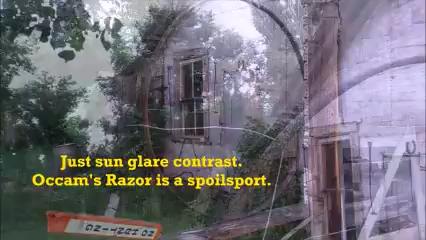 Just sun glare contrast.
Occam's Razor is a spoilsport.